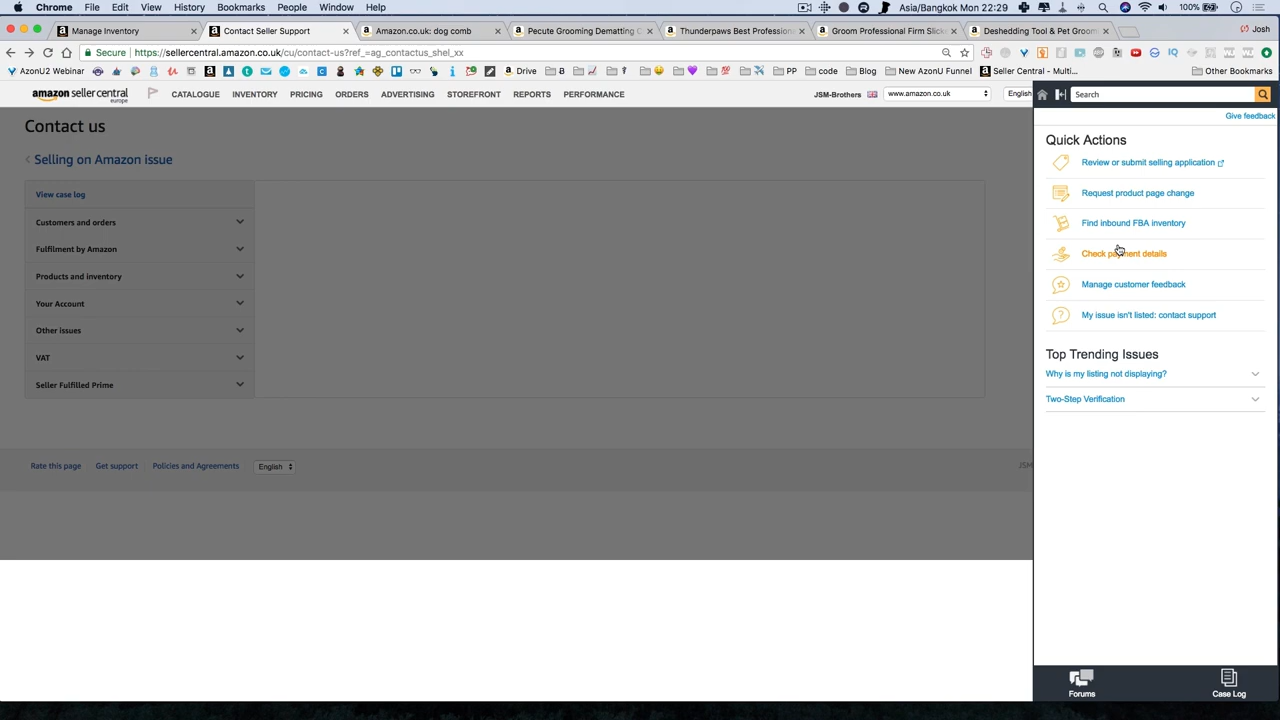 Chrome File Edit View History Bookmarks People Window Help Asia/Bangkok Mon 22:29 100%
Manage Inventory Contact Seller Support Amazon.co.uk: dog comb Pecute Grooming Dematting C Thunderpaws Best Professiona Groom Professional Firm Slicke Desheddding Tool & Pet Groom Josh
Secure https://sellercentral.amazon.co.uk/cu/contact-us?ref_=ag_contactus_shel_xx
AzonU2 Webinar Drive B PP code Blog New AzonU Funnel Seller Central - Multi... Other Bookmarks
amazon seller central europe CATALOGUE INVENTORY PRICING ORDERS ADVERTISING STOREFRONT REPORTS PERFORMANCE JSM-Brothers www.amazon.co.uk English Search
Give feedback
Contact us
Selling on Amazon issue
View case log
Customers and orders
Fulfilment by Amazon
Products and inventory
Your Account
Other issues
VAT
Seller Fulfilled Prime
Rate this page Get support Policies and Agreements English JSM
Quick Actions
Review or submit selling application
Request product page change
Find inbound FBA inventory
Check payment details
Manage customer feedback
My issue isn't listed: contact support
Top Trending Issues
Why is my listing not displaying?
Two-Step Verification
Forums Case Log